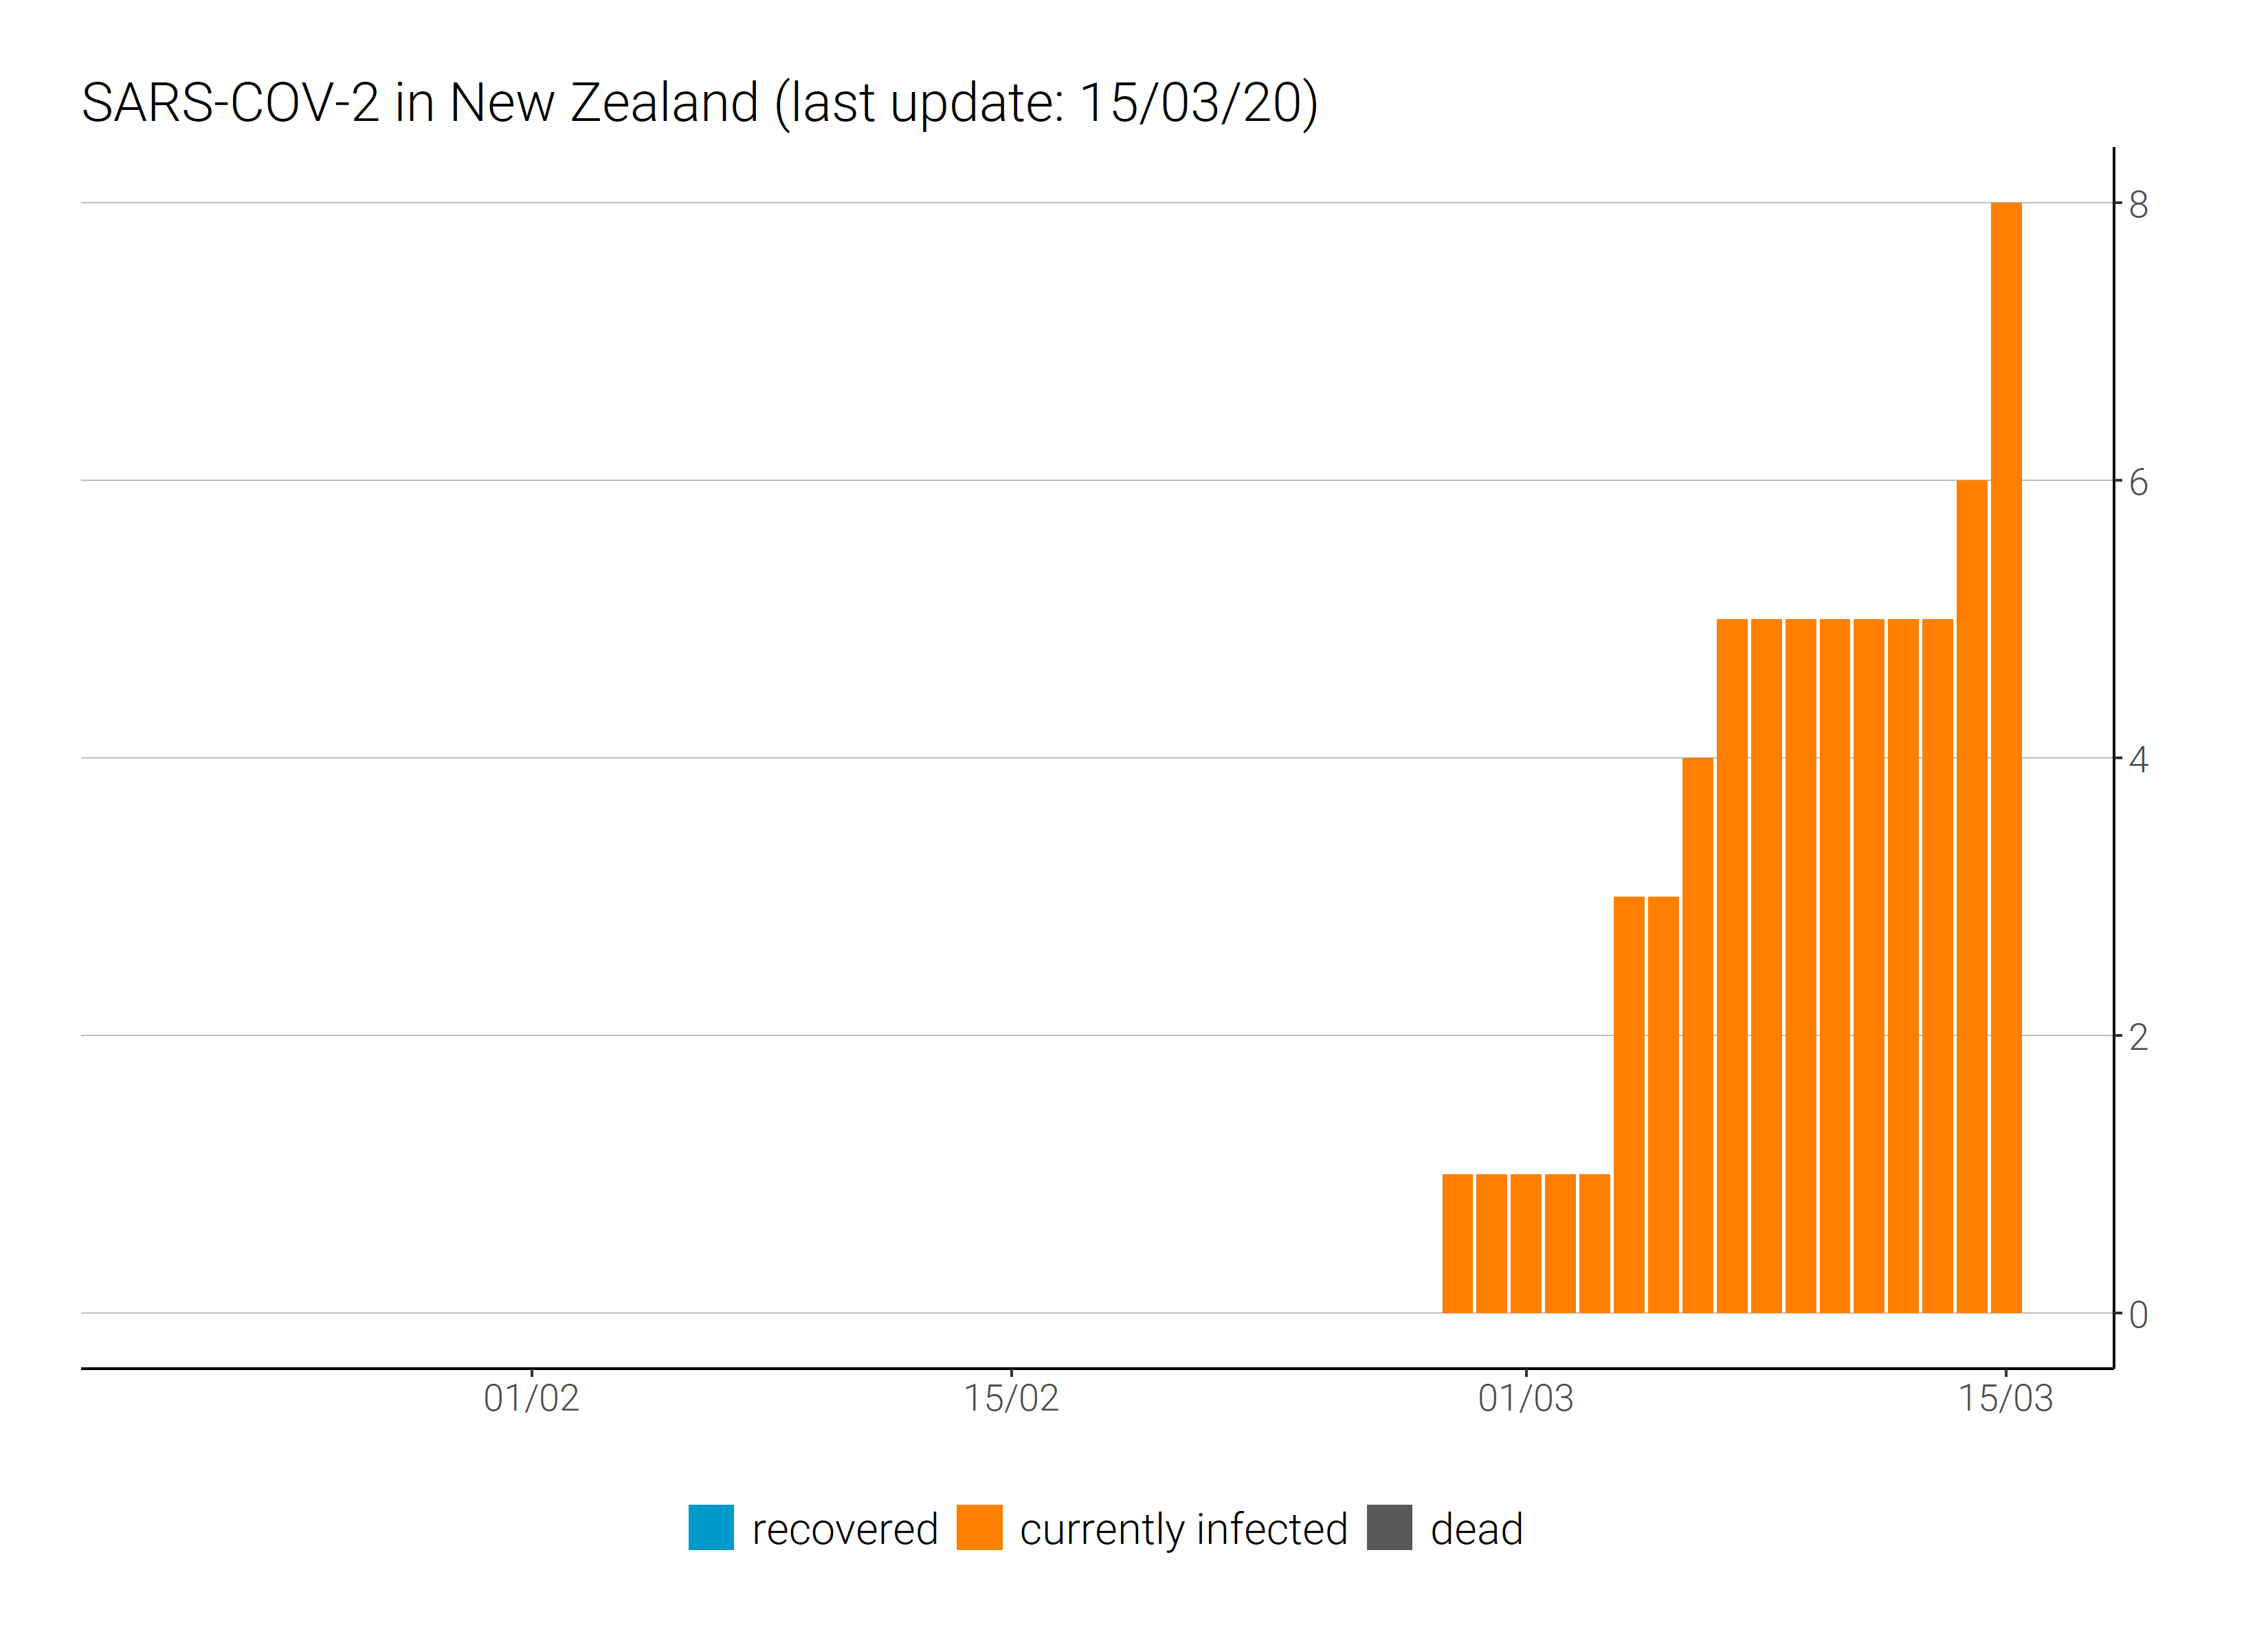 SARS-COV-2 in New Zealand (last update: 15/03/20)
8
6
4
2
0
01/02 15/02 01/03 15/03
recovered currently infected dead